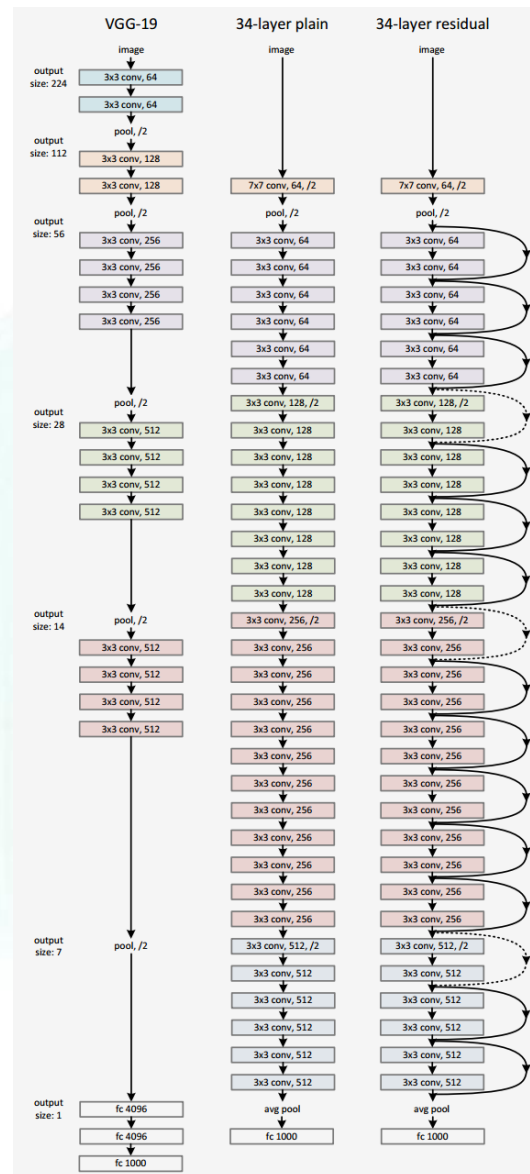 output
size: 224
output
size: 112
output
size: 56
output
size: 28
output
size: 14
output
size: 7
output
size: 1
VGG-19
image
3x3 conv, 64
3x3 conv, 64
pool, /2
3x3 conv, 128
3x3 conv, 128
pool, /2
3x3 conv, 256
3x3 conv, 256
3x3 conv, 256
3x3 conv, 256
pool, /2
3x3 conv, 512
3x3 conv, 512
3x3 conv, 512
3x3 conv, 512
pool, /2
3x3 conv, 512
3x3 conv, 512
3x3 conv, 512
3x3 conv, 512
pool, /2
fc 4096
fc 4096
fc 1000
34-layer plain
image
7x7 conv, 64, /2
pool, /2
3x3 conv, 64
3x3 conv, 64
3x3 conv, 64
3x3 conv, 64
3x3 conv, 64
3x3 conv, 64
3x3 conv, 128, /2
3x3 conv, 128
3x3 conv, 128
3x3 conv, 128
3x3 conv, 128
3x3 conv, 128
3x3 conv, 128
3x3 conv, 128
3x3 conv, 256, /2
3x3 conv, 256
3x3 conv, 256
3x3 conv, 256
3x3 conv, 256
3x3 conv, 256
3x3 conv, 256
3x3 conv, 256
3x3 conv, 256
3x3 conv, 256
3x3 conv, 256
3x3 conv, 256
3x3 conv, 512, /2
3x3 conv, 512
3x3 conv, 512
3x3 conv, 512
3x3 conv, 512
3x3 conv, 512
avg pool
fc 1000
34-layer residual
image
7x7 conv, 64, /2
pool, /2
3x3 conv, 64
3x3 conv, 64
3x3 conv, 64
3x3 conv, 64
3x3 conv, 64
3x3 conv, 64
3x3 conv, 128, /2
3x3 conv, 128
3x3 conv, 128
3x3 conv, 128
3x3 conv, 128
3x3 conv, 128
3x3 conv, 128
3x3 conv, 128
3x3 conv, 256, /2
3x3 conv, 256
3x3 conv, 256
3x3 conv, 256
3x3 conv, 256
3x3 conv, 256
3x3 conv, 256
3x3 conv, 256
3x3 conv, 256
3x3 conv, 256
3x3 conv, 256
3x3 conv, 256
3x3 conv, 512, /2
3x3 conv, 512
3x3 conv, 512
3x3 conv, 512
3x3 conv, 512
3x3 conv, 512
avg pool
fc 1000